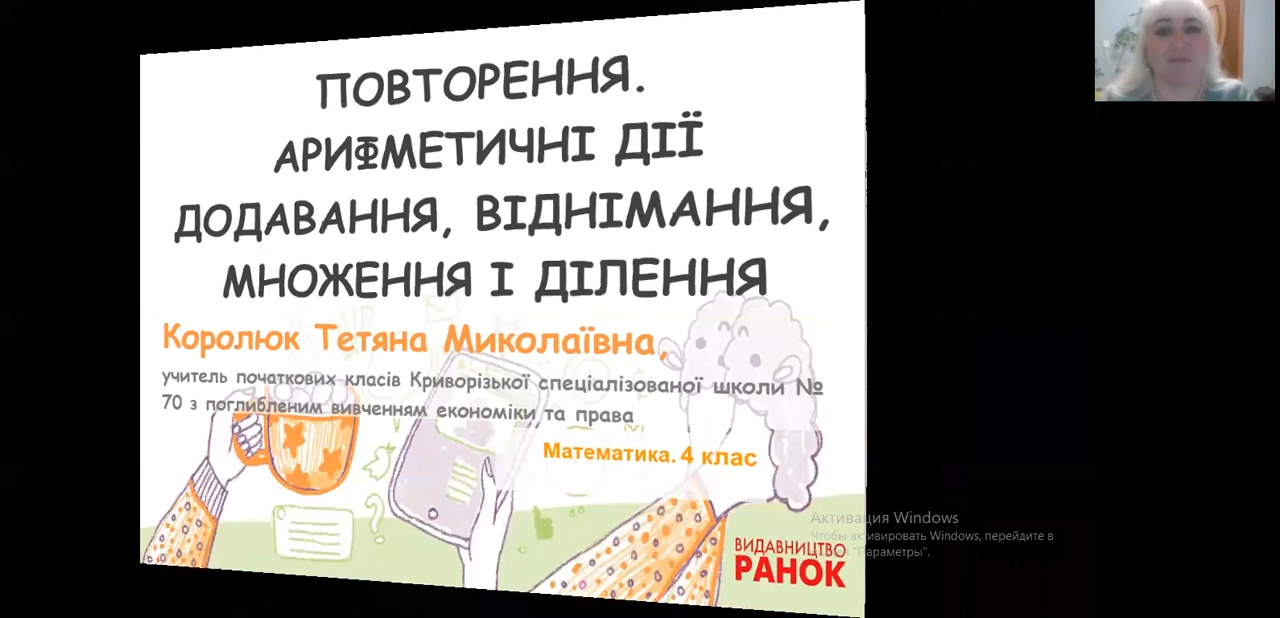 ПОВТОРЕННЯ.
АРИФМЕТИЧНІ ДІЇ
ДОДАВАННЯ, ВІДНІМАННЯ,
МНОЖЕННЯ І ДІЛЕННЯ
Королюк Тетяна Миколаївна,
учитель початкових класів Криворізької спеціалізованої школи №
70 з поглибленим вивченням економіки та права
Математика. 4 клас
ВИДАВНИЦТВО
РАНОК
Активация Windows
Чтобы активировать Windows, перейдите в
"Параметры".